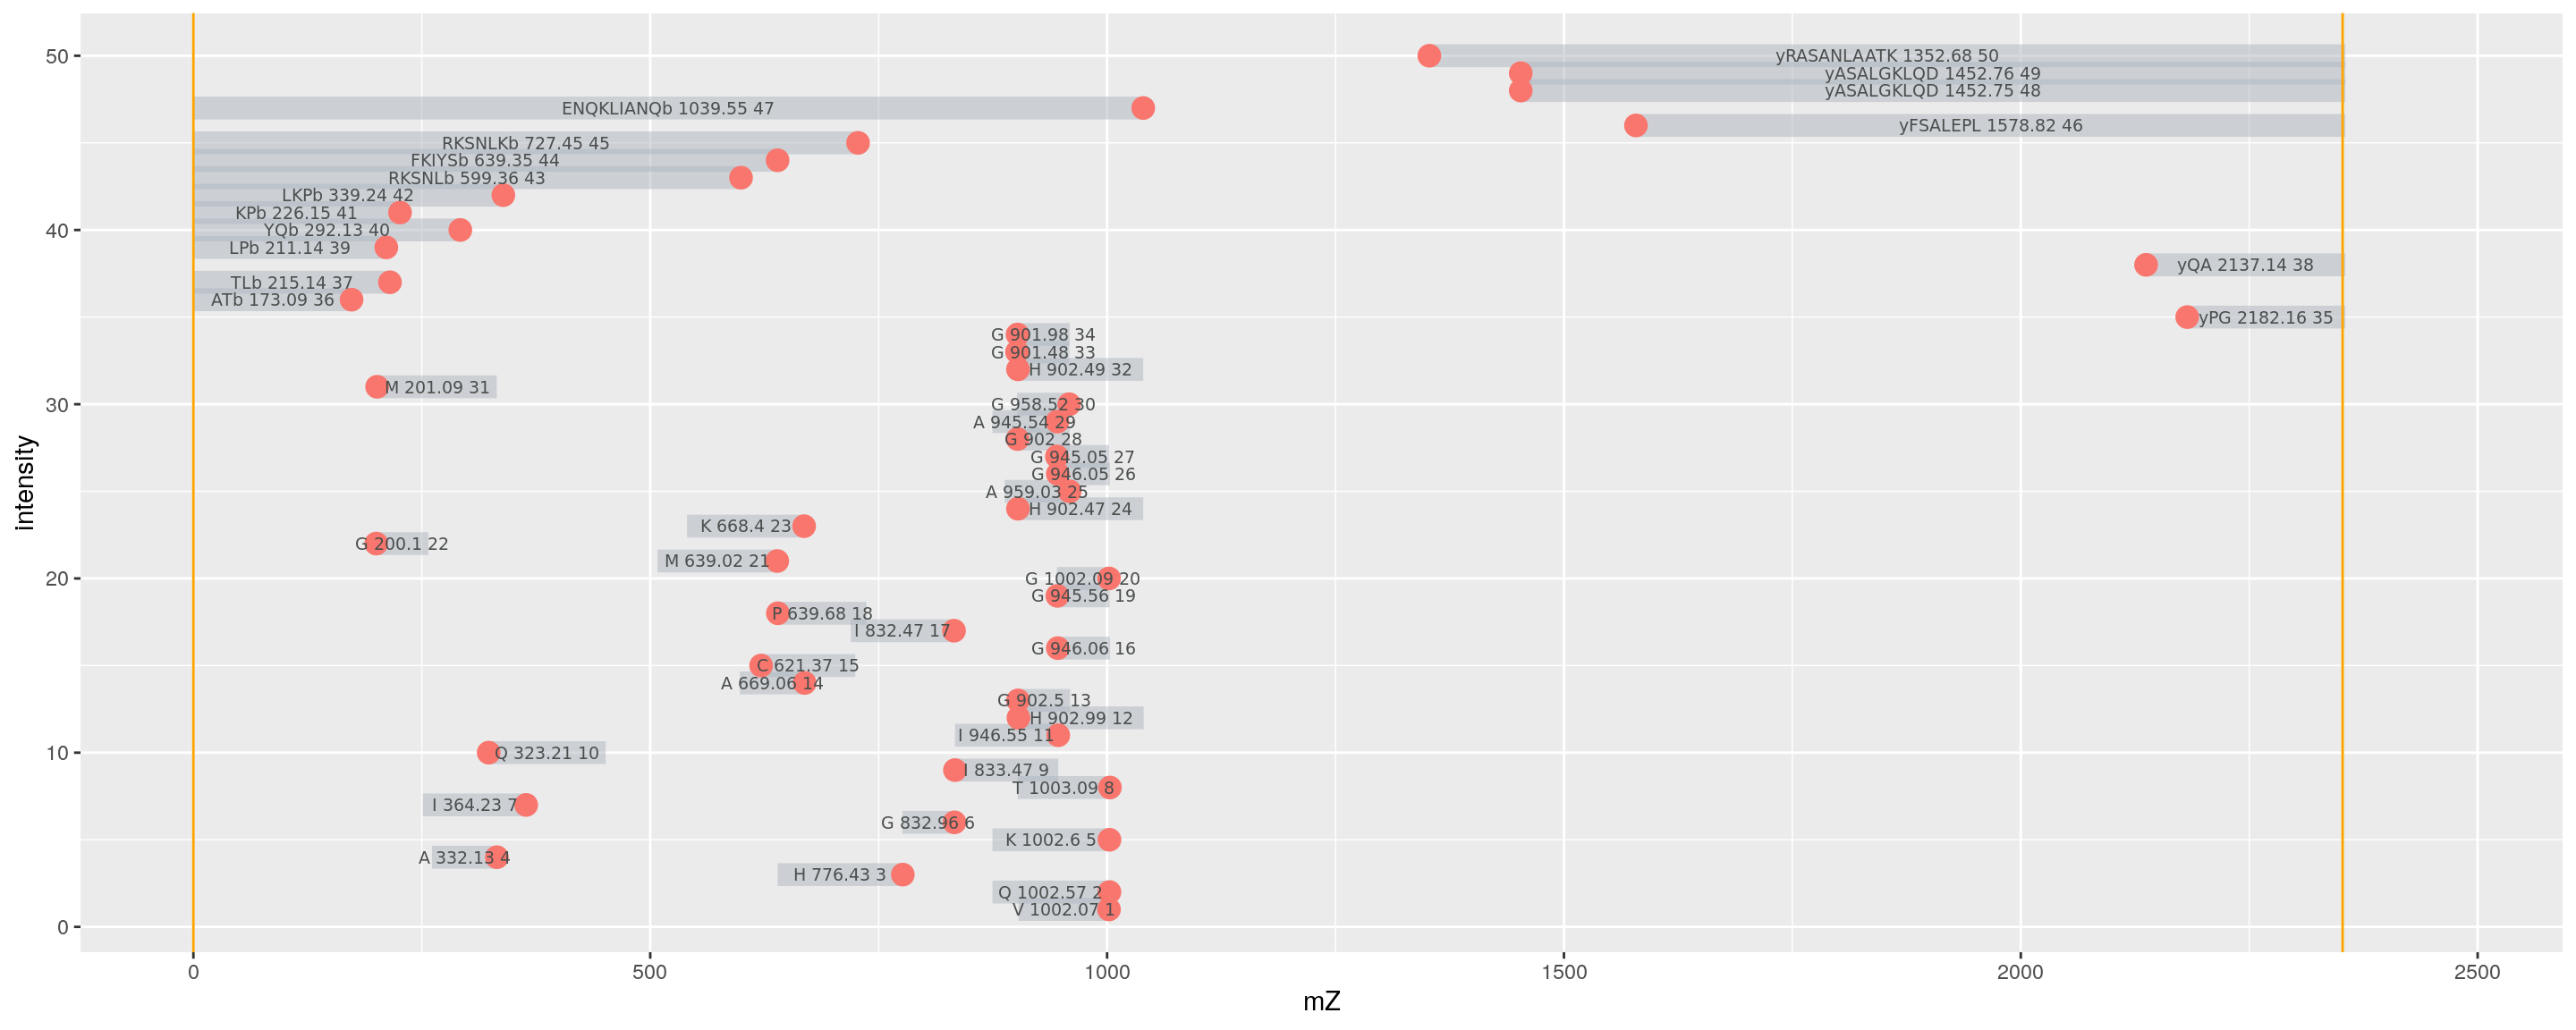 50
yRASANLAATK 1352.68 50
yASALGKLQD 1452.76 49
yASALGKLQD 1452.75 48
ENQKLIANQb 1039.55 47
yFSALEPL 1578.82 46
RKSNLKb 727.45 45
FKIYSb 639.35 44
RKSNLb 599.36 43
LKPb 339.24 42
KPb 226.15 41
40
YQb 292.13 40
LPb 211.14 39
yQA 2137.14 38
TLb 215.14 37
ATb 173.09 36
yPG 2182.16 35
G 901.98 34
G 901.48 33
H 902.49 32
M 201.09 31
30
G 958.52 30
A 945.54 29
G 902 28
G 945.05 27
G 946.05 26
A 959.03 25
H 902.47 24
K 668.4 23
G 200.1 22
M 639.02 21
20
G 1002.09 20
G 945.56 19
P 639.68 18
I 832.47 17
G 946.06 16
C 621.37 15
A 669.06 14
G 902.5 13
H 902.99 12
I 946.55 11
10
Q 323.21 10
I 833.47 9
T 1003.09 8
I 364.23 7
G 832.96 6
K 1002.6 5
A 332.13 4
H 776.43 3
Q 1002.57 2
V 1002.07 1
0
intensity
0 500 1000 1500 2000 2500
mZ